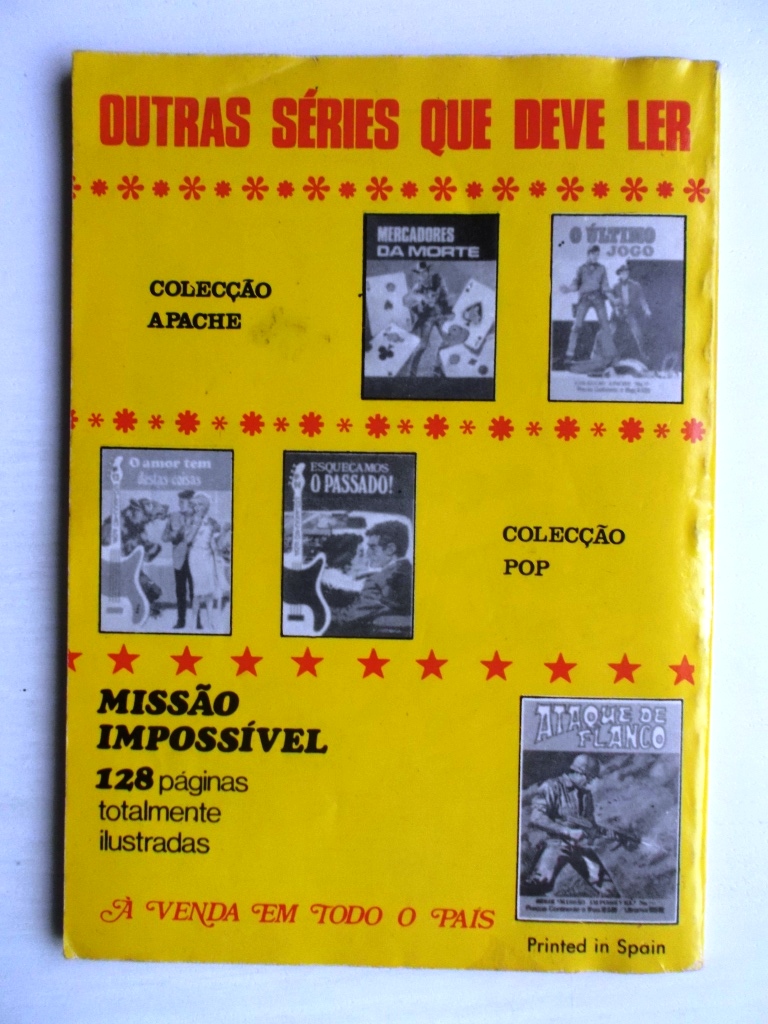 OUTRAS SÉRIES QUE DEVE LER
COLECÇÃO
APACHE
MERCADORES
DA MORTE
O ÚLTIMO
JOGO
O amor tem
destas coisas
ESQUEÇAMOS
O PASSADO!
COLECÇÃO
POP
MISSÃO
IMPOSSÍVEL
128 páginas
totalmente
ilustradas
ATAQUE DE
FLANCO
À VENDA EM TODO O PAÍS
Printed in Spain